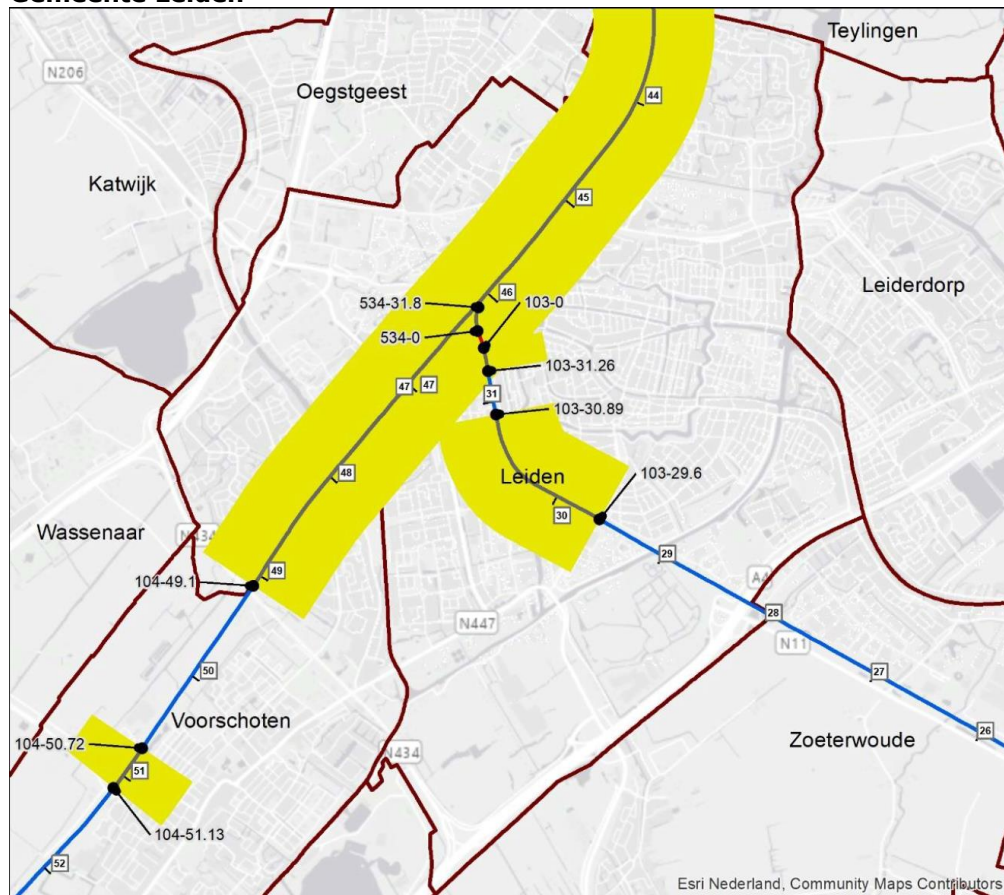 Gemeente Leiden
Teylingen
N206
Oegstgeest
44
Katwijk
45
Leiderdorp
46
534-31.8
103-0
534-0
103-31.26
47
47
31
103-30.89
48
Leiden
103-29.6
30
Wassenaar
N434
29
49
104-49.1
A4
28
N447
N11
50
27
Voorschoten
26
104-50.72
Zoeterwoude
N434
51
104-51.13
52
Esri Nederland, Community Maps Contributors